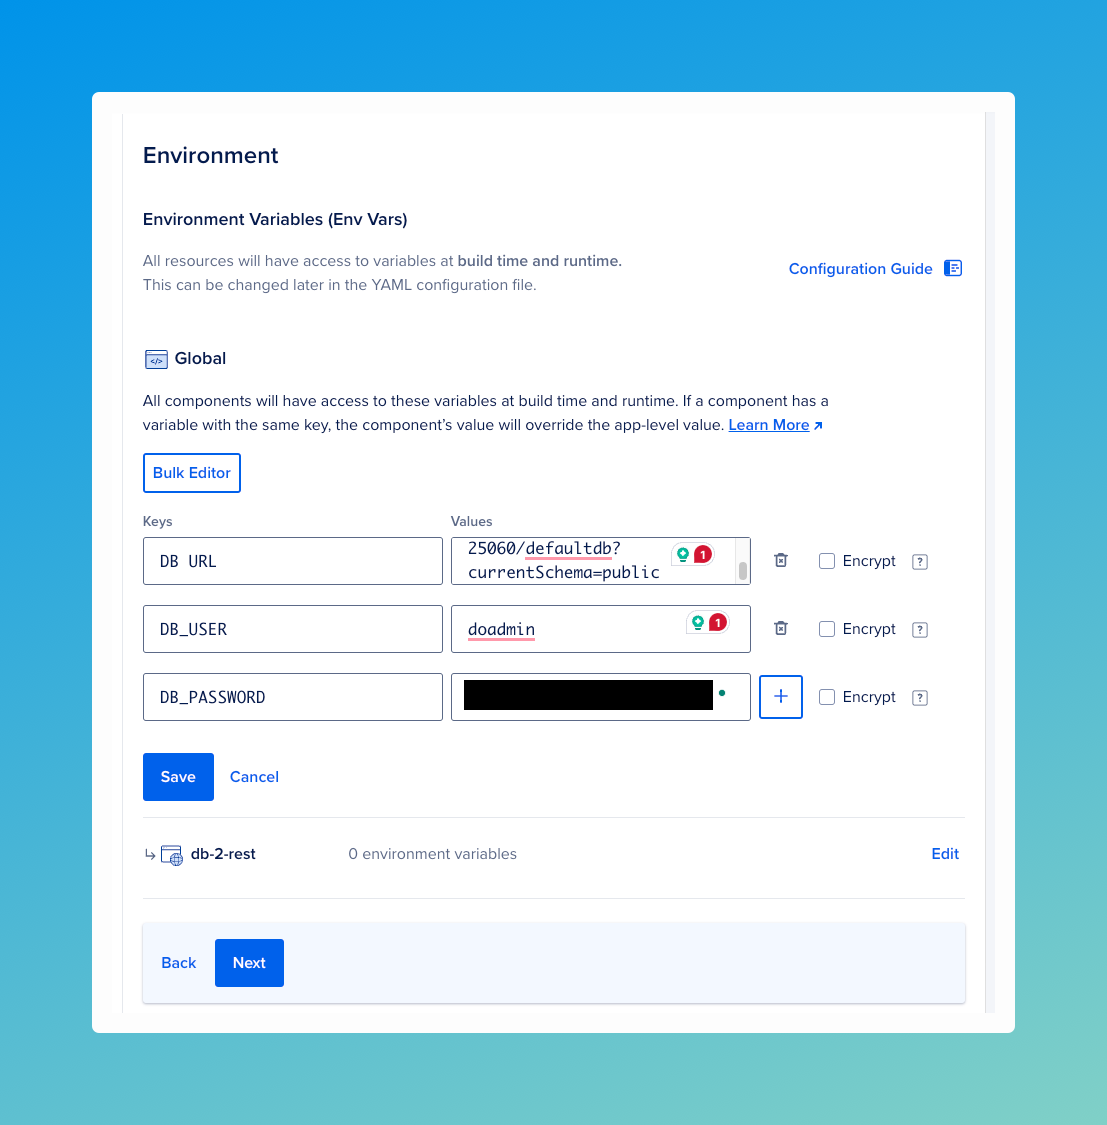 Environment
Environment Variables (Env Vars)
All resources will have access to variables at build time and runtime.
This can be changed later in the YAML configuration file.
Configuration Guide
</> Global
All components will have access to these variables at build time and runtime. If a component has a
variable with the same key, the component's value will override the app-level value. Learn More
Bulk Editor
Keys Values
DB URL
25060/defaultdb?
currentSchema=public
1
Encrypt ?
DB_USER
doadmin
1
Encrypt ?
DB_PASSWORD
+
Encrypt ?
Save Cancel
db-2-rest 0 environment variables Edit
Back Next